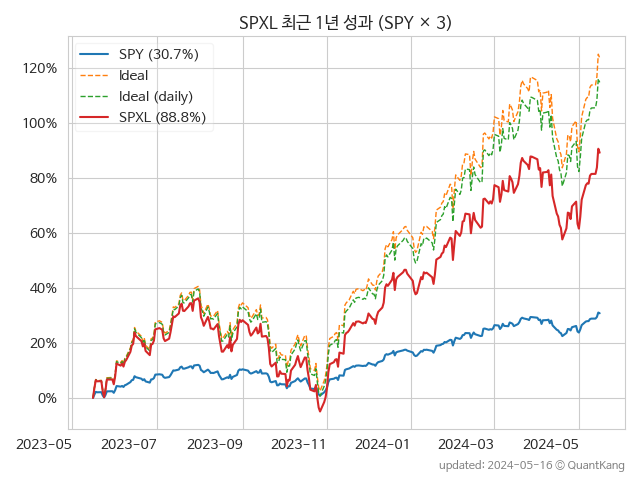 SPXL 최근 1년 성과 (SPY × 3)
SPY (30.7%)
Ideal
Ideal (daily)
SPXL (88.8%)
120%
100%
80%
60%
40%
20%
0%
2023-05 2023-07 2023-09 2023-11 2024-01 2024-03 2024-05
updated: 2024-05-16 © QuantKang